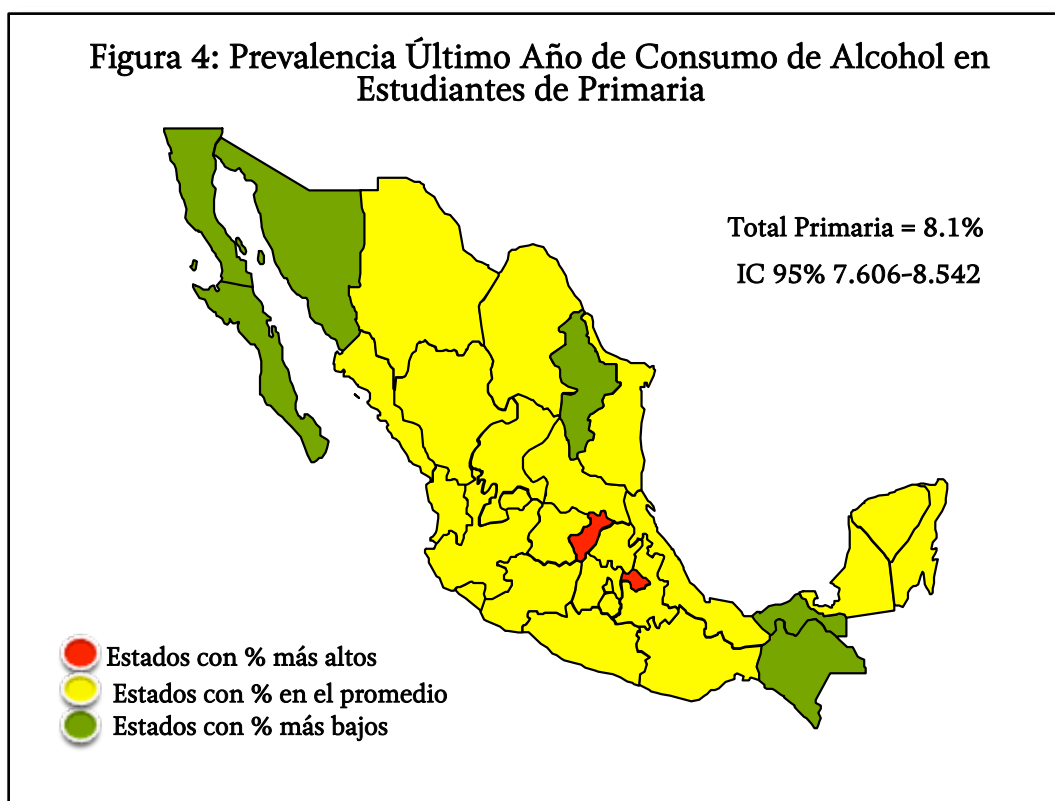 Figura 4: Prevalencia Último Año de Consumo de Alcohol en
Estudiantes de Primaria
Total Primaria = 8.1%
IC 95% 7.606-8.542
Estados con % más altos
Estados con % en el promedio
Estados con % más bajos